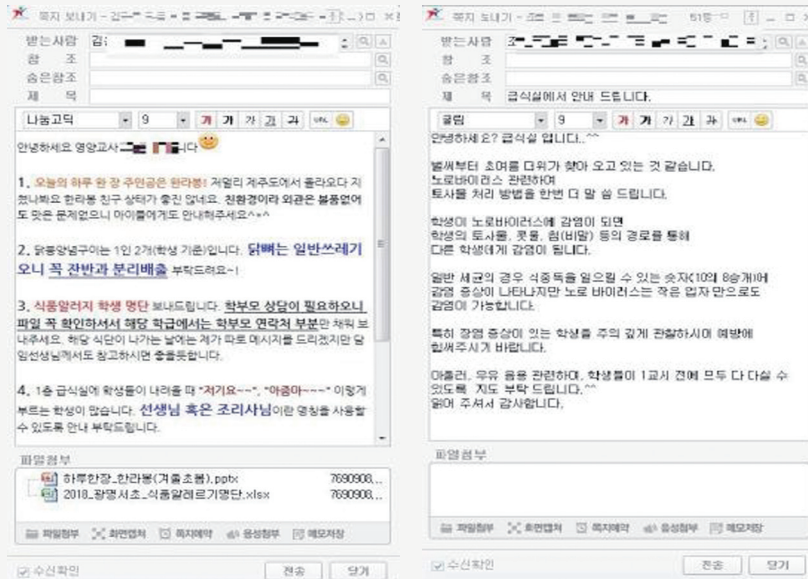 쪽지 보내기 -
받는사람
참 조
숨은참조
제 목
나눔고딕 9 가 가 가 가 가 URL
안녕하세요 영양교사 니다
1. 오늘의 하루 한 장 주인공은 한라봉! 저멀리 제주도에서 올라오다 지
쳤나봐요 한라봉 친구 상태가 좋진 않네요. 친환경이라 외관은 볼품없어
도 맛은 문제없으니 아이들에게도 안내해주세요^*^
2. 닭봉양념구이는 1인 2개(학생 기준)입니다. 닭뼈는 일반쓰레기
오니 꼭 잔반과 분리배출 부탁드려요~!
3. 식품알러지 학생 명단 보내드립니다. 학부모 상담이 필요하오니
파일 꼭 확인하셔서 해당 학급에서는 학부모 연락처 부분만 채워 보
내주세요. 해당 식단이 나가는 날에는 제가 따로 메시지를 드리겠지만 담
임선생님께서도 참고하시면 좋을듯합니다.
4. 1층 급식실에 학생들이 내려올 때 "저기요~~", "아줌마~~~" 이렇게
부르는 학생이 많습니다. 선생님 혹은 조리사님이란 명칭을 사용할
수 있도록 안내 부탁드립니다.
파일첨부
하루한장_한라봉(겨울초봄).pptx 7690908...
2018_광명서초_식품알레르기명단.xlsx 7690908...
파일첨부 화면캡처 쪽지예약 음성첨부 메모저장
수신확인 전송 닫기
쪽지 보내기 -
받는사람
참 조
숨은참조
제 목 급식실에서 안내 드립니다.
굴림 9 가 가 가 가 가 URL
안녕하세요? 급식실 입니다..^^
벌써부터 초여름 더위가 찾아 오고 있는 것 같습니다.
노로바이러스 관련하여
토사물 처리 방법을 한번 더 말 씀 드립니다.
학생이 노로바이러스에 감염이 되면
학생의 토사물, 콧물, 침(비말) 등의 경로를 통해
다른 학생에게 감염이 됩니다.
일반 세균의 경우 식중독을 일으킬 수 있는 숫자(10의 8승개)에
감염 증상이 나타나지만 노로 바이러스는 작은 입자 만으로도
감염이 가능합니다.
특히 장염 증상이 있는 학생을 주의 깊게 관찰하시어 예방에
힘써주시기 바랍니다.
아울러, 우유 음용 관련하여, 학생들이 1교시 전에 모두 다 다실 수
있도록 지도 부탁 드립니다.^^
읽어 주셔서 감사합니다.
파일첨부
파일첨부 화면캡처 쪽지예약 음성첨부 메모저장
수신확인 전송 닫기